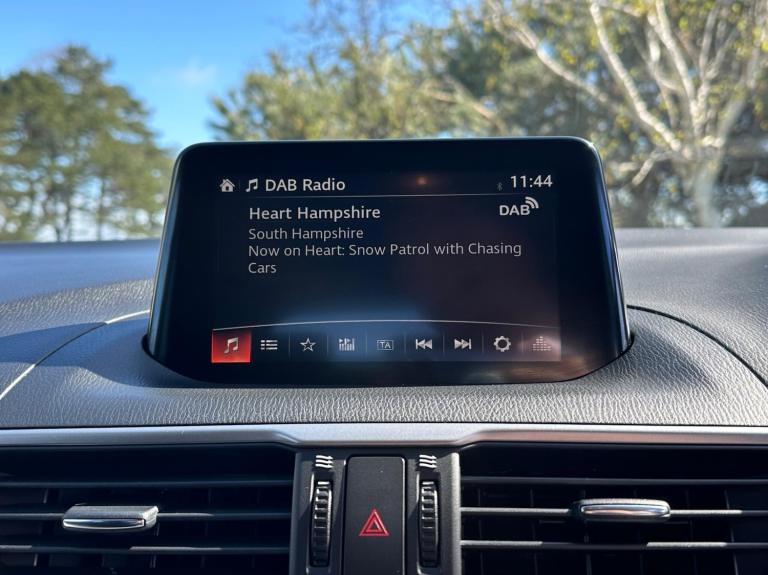 DAB Radio 11:44
Heart Hampshire DAB
South Hampshire
Now on Heart: Snow Patrol with Chasing
Cars
TA